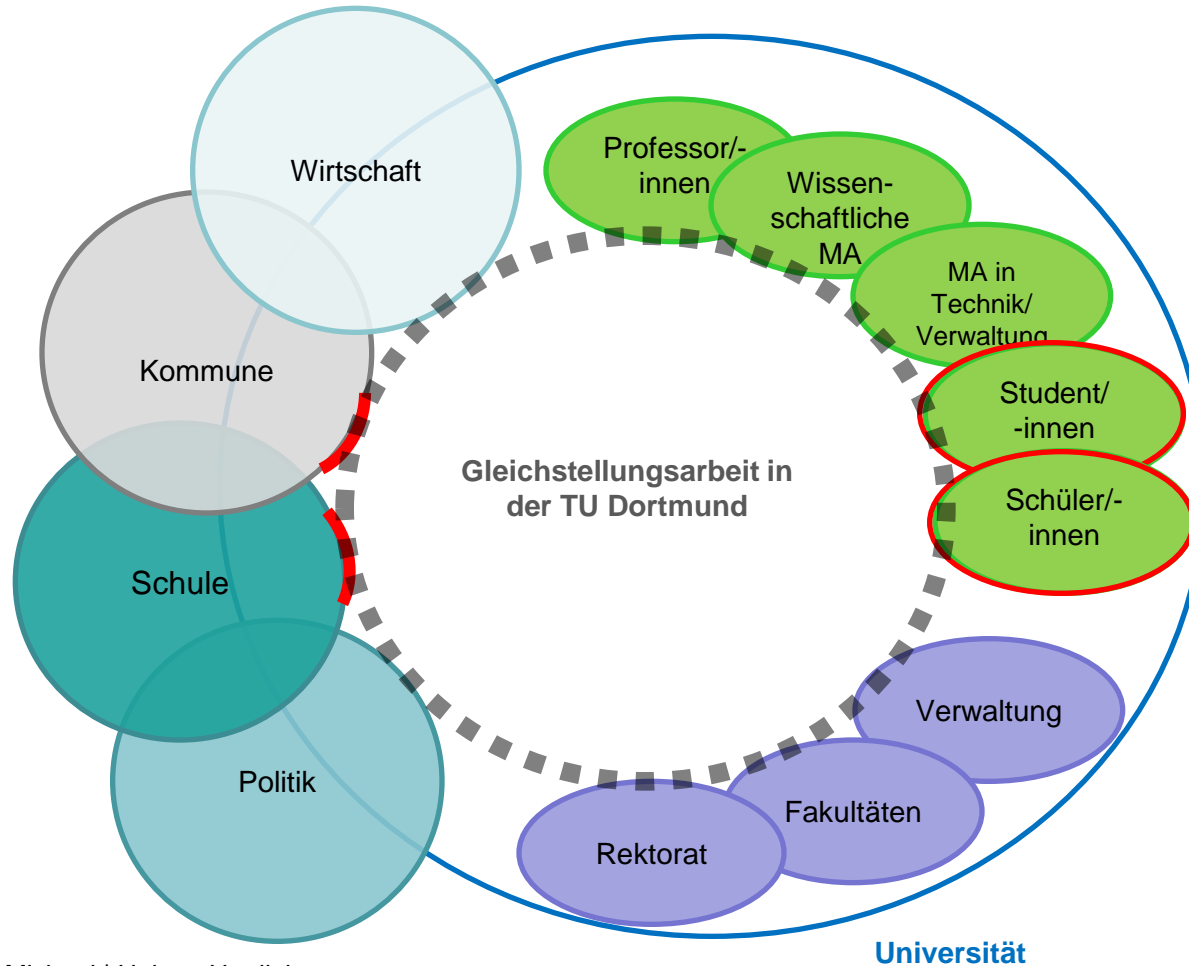 Wirtschaft
Professor/-
innen
Wissen-
schaftliche
MA
MA in
Technik/
Verwaltung
Kommune
Student/
-innen
Gleichstellungsarbeit in
der TU Dortmund
Schüler/-
innen
Schule
Verwaltung
Politik
Fakultäten
Rektorat
Universität